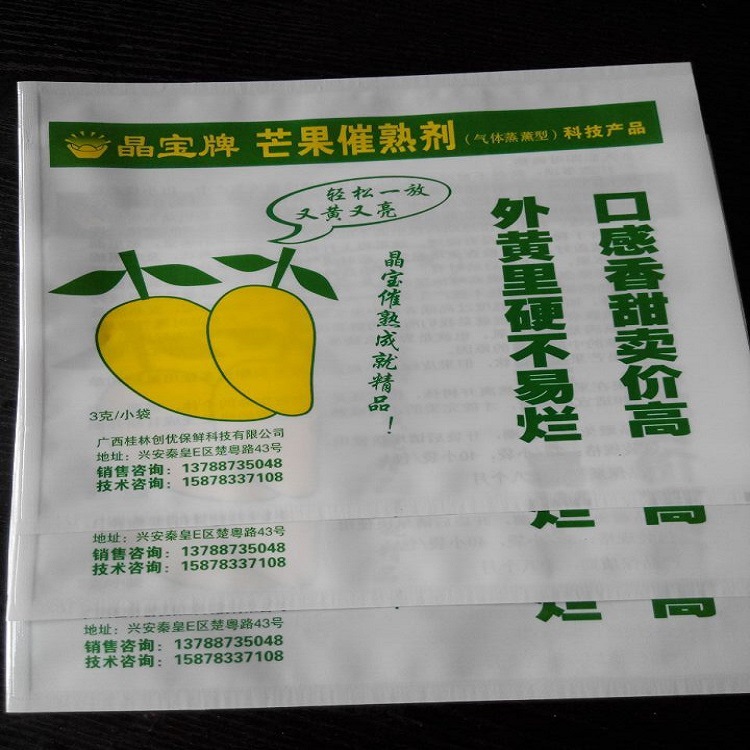 晶宝牌 芒果催熟剂（气体蒸薰型）科技产品
轻松一放
又黄又亮
口感香甜卖价高
外黄里硬不易烂
晶宝催熟成就精品！
3克/小袋
广西桂林创优保鲜科技有限公司
地址：兴安秦皇E区楚粤路43号
销售咨询：13788735048
技术咨询：15878337108
烂 高
地址：兴安秦皇E区楚粤路43号
销售咨询：13788735048
技术咨询：15878337108
烂 高
地址：兴安秦皇E区楚粤路43号
销售咨询：13788735048
技术咨询：15878337108